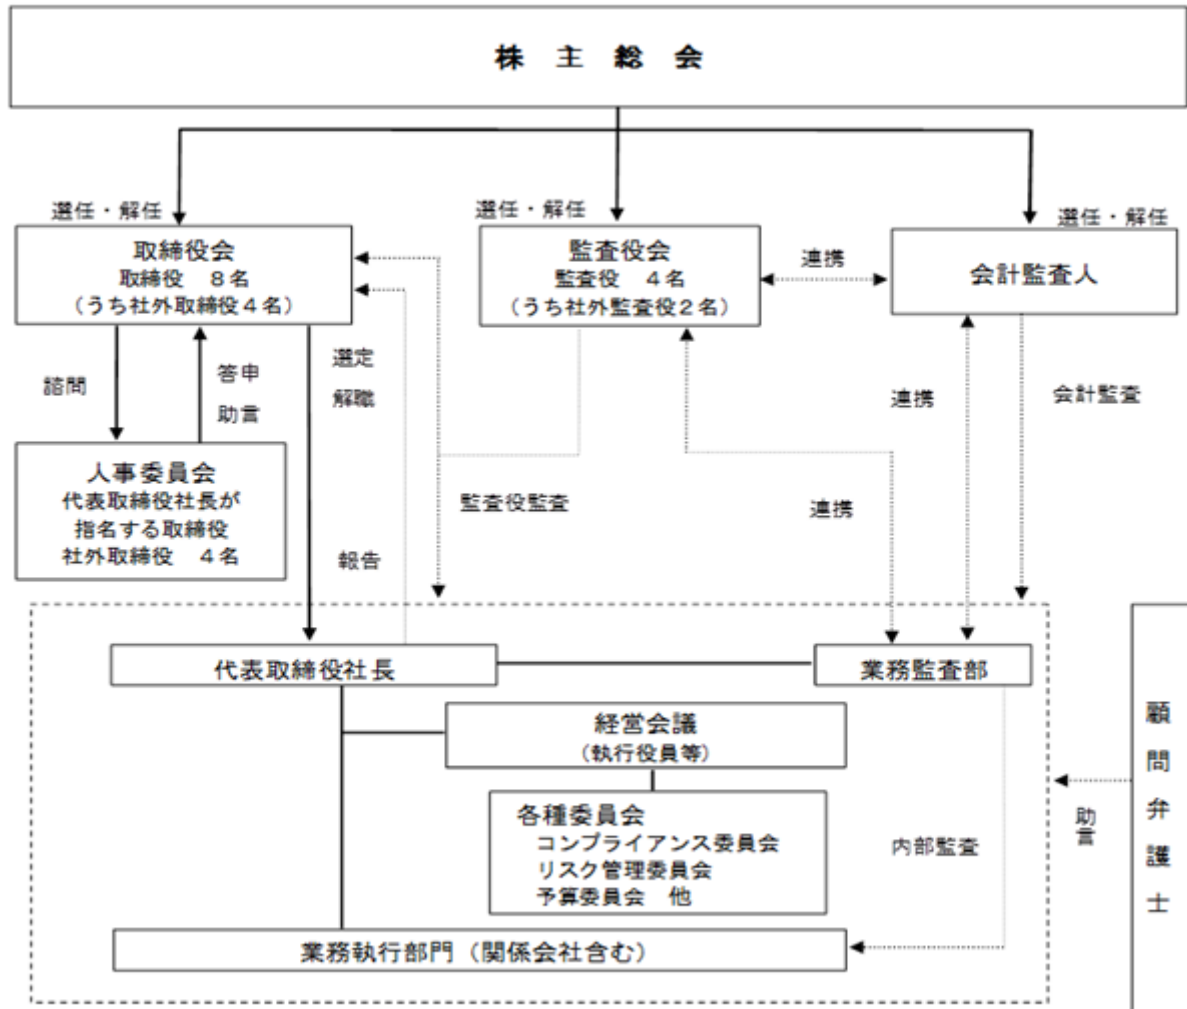 株 主 総 会
選任・解任
選任・解任
選任・解任
取締役会
取締役 8名
（うち社外取締役４名）
監査役会
監査役 4名
（うち社外監査役２名）
連携
会計監査人
諮問
答申
助言
選定
解職
連携
会計監査
人事委員会
代表取締役社長が
指名する取締役
社外取締役 4名
監査役監査
連携
報告
代表取締役社長
業務監査部
経営会議
（執行役員等）
各種委員会
コンプライアンス委員会
リスク管理委員会
予算委員会 他
内部監査
業務執行部門（関係会社含む）
助言
顧問弁護士